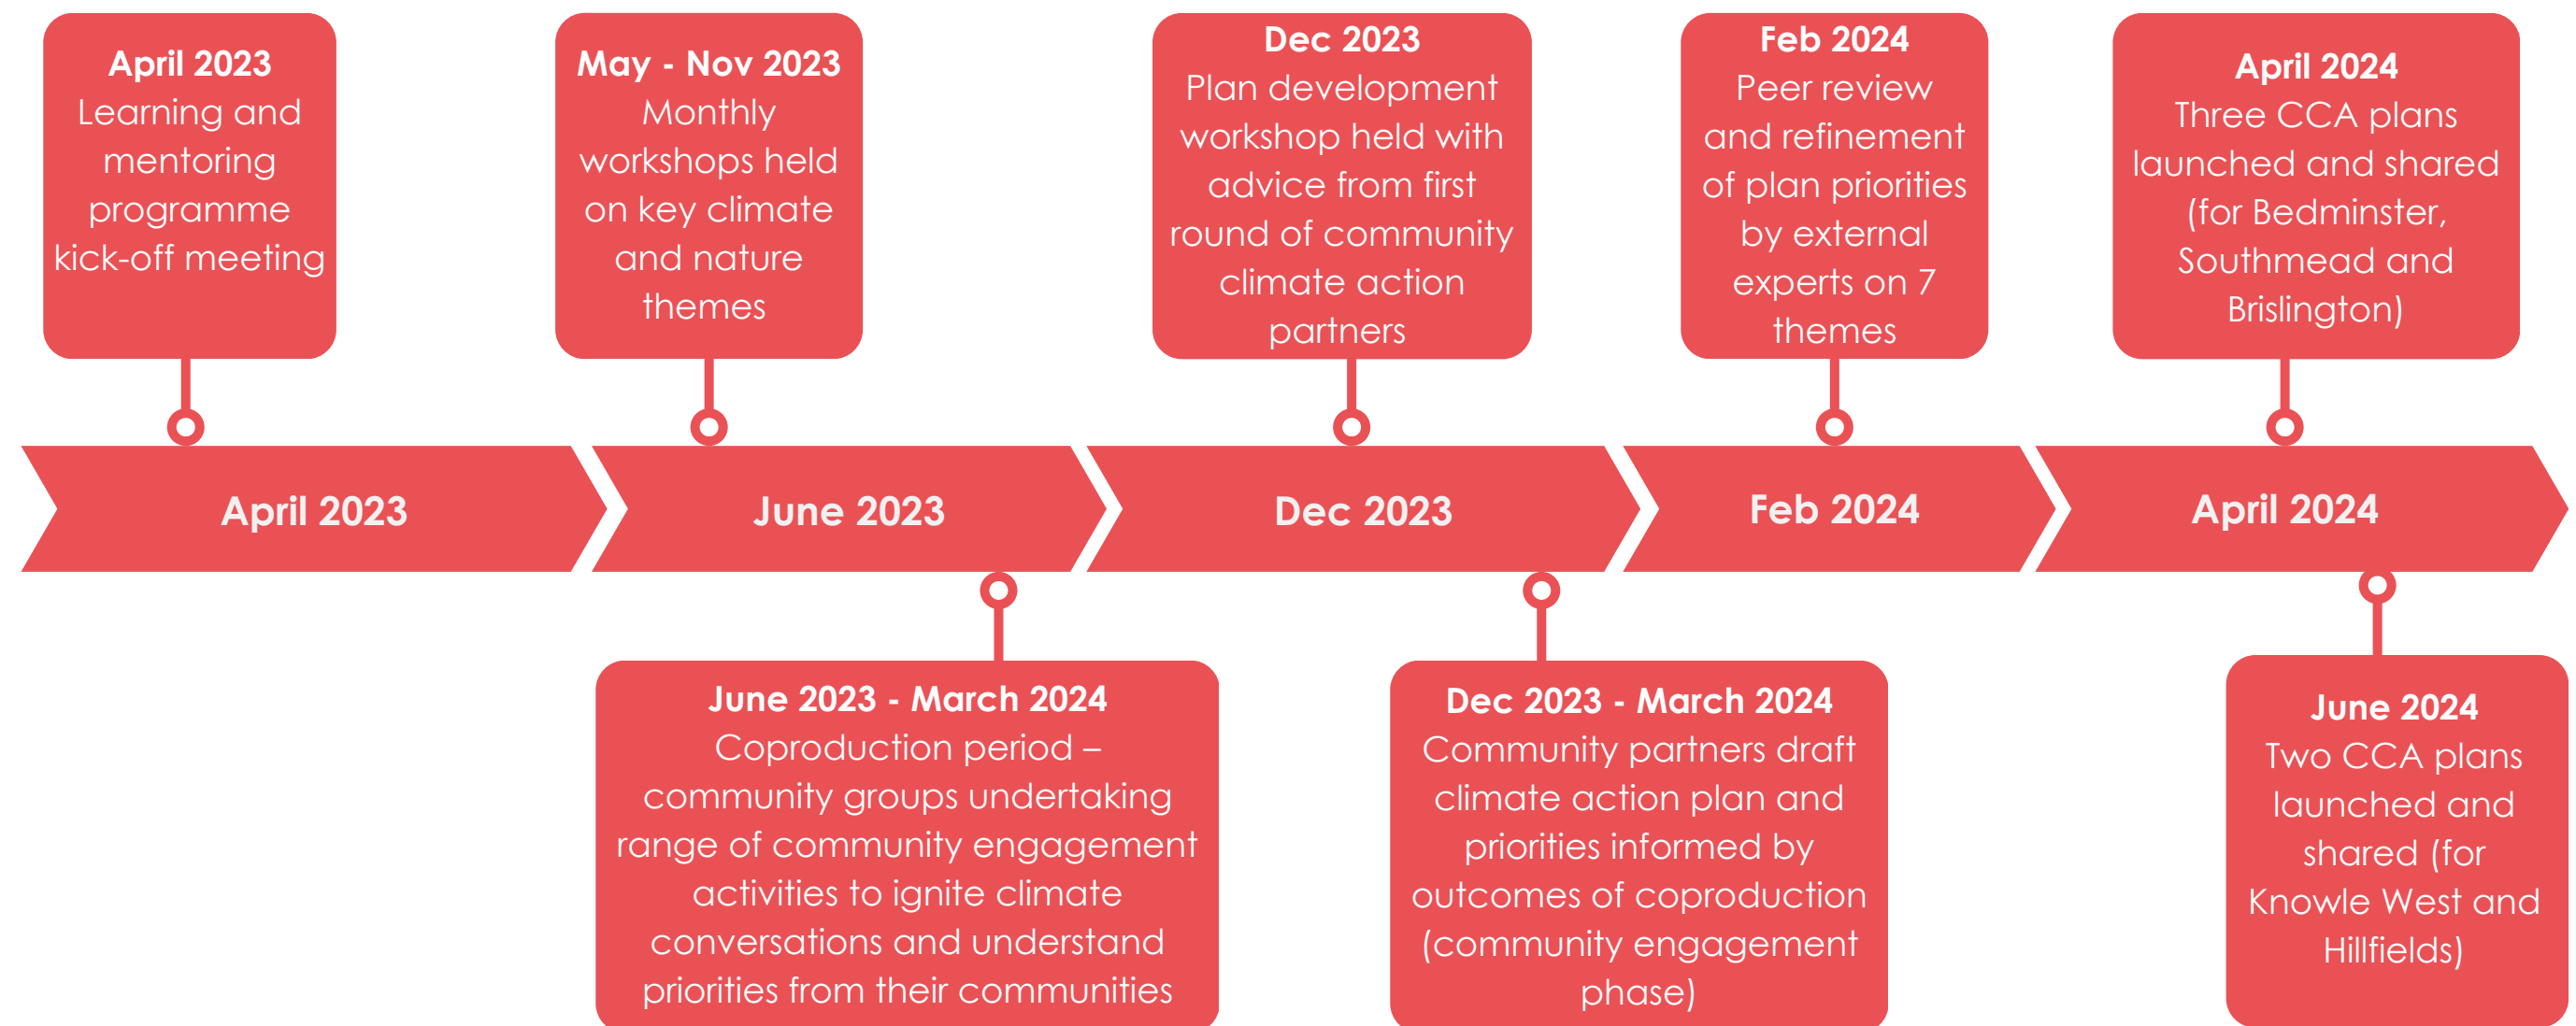 April 2023
Learning and
mentoring
programme
kick-off meeting
May - Nov 2023
Monthly
workshops held
on key climate
and nature
themes
Dec 2023
Plan development
workshop held with
advice from first
round of community
climate action
partners
Feb 2024
Peer review
and refinement
of plan priorities
by external
experts on 7
themes
April 2024
Three CCA plans
launched and shared
(for Bedminster,
Southmead and
Brislington)
April 2023
June 2023
Dec 2023
Feb 2024
April 2024
June 2023 - March 2024
Coproduction period –
community groups undertaking
range of community engagement
activities to ignite climate
conversations and understand
priorities from their communities
Dec 2023 - March 2024
Community partners draft
climate action plan and
priorities informed by
outcomes of coproduction
(community engagement
phase)
June 2024
Two CCA plans
launched and
shared (for
Knowle West and
Hillfields)